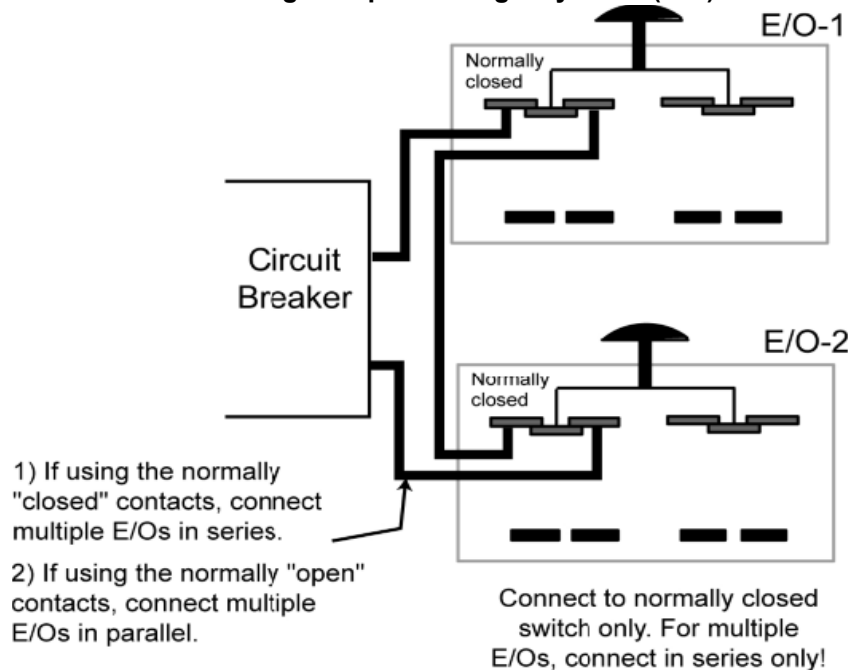 E/O-1
Normally
closed
Circuit
Breaker
E/O-2
Normally
closed
1) If using the normally
"closed" contacts, connect
multiple E/Os in series.
2) If using the normally "open"
contacts, connect multiple
E/Os in parallel.
Connect to normally closed
switch only. For multiple
E/Os, connect in series only!